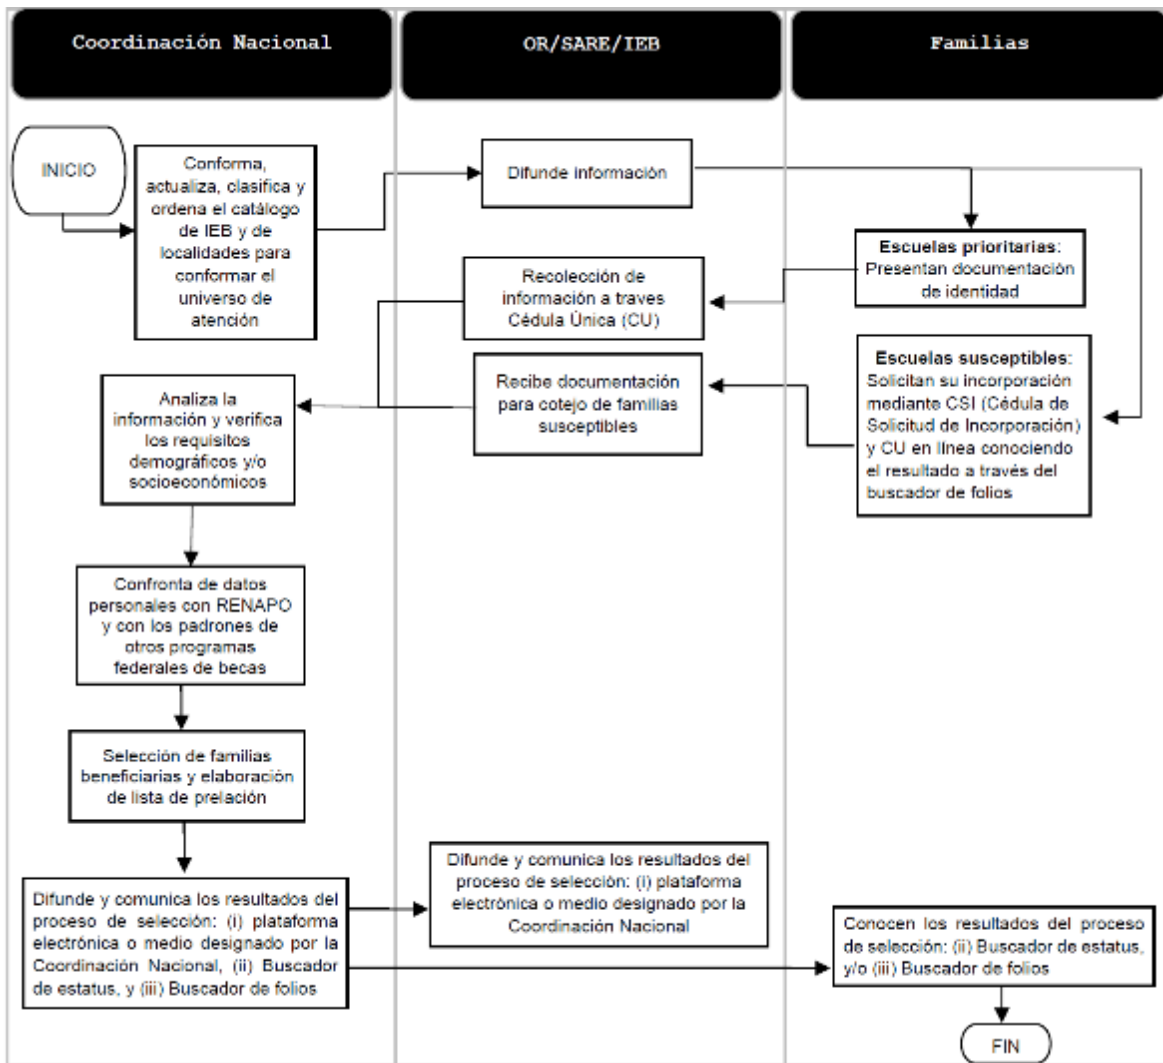 Coordinación Nacional
OR/SARE/IEB
Familias
INICIO
Conforma,
actualiza, clasifica y
ordena el catálogo
de IEB y de
localidades para
conformar el
universo de
atención
Difunde información
Escuelas prioritarias:
Presentan documentación
de identidad
Recolección de
información a traves
Cédula Única (CU)
Escuelas susceptibles:
Solicitan su incorporación
mediante CSI (Cédula de
Solicitud de Incorporación)
y CU en línea conociendo
el resultado a través del
buscador de folios
Recibe documentación
para cotejo de familias
susceptibles
Analiza la
información y verifica
los requisitos
demográficos y/o
socioeconómicos
Confronta de datos
personales con RENAPO
y con los padrones de
otros programas
federales de becas
Selección de familias
beneficiarias y elaboración
de lista de prelación
Difunde y comunica los resultados del
proceso de selección: (i) plataforma
electrónica o medio designado por la
Coordinación Nacional, (ii) Buscador
de estatus, y (iii) Buscador de folios
Difunde y comunica los resultados del
proceso de selección: (i) plataforma
electrónica o medio designado por la
Coordinación Nacional
Conocen los resultados del proceso
de selección: (ii) Buscador de estatus,
y/o (iii) Buscador de folios
FIN